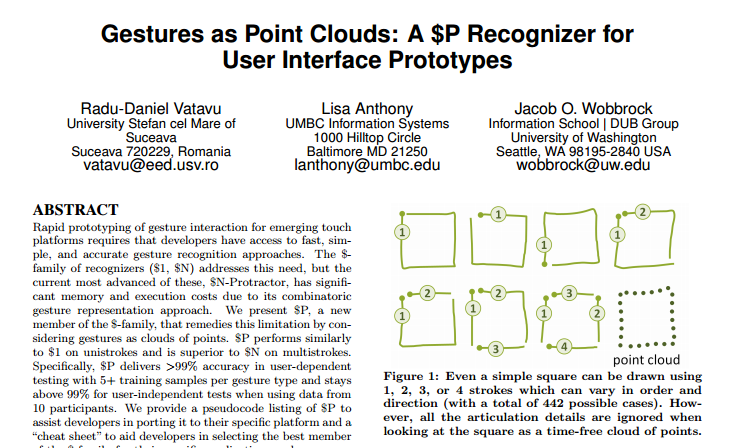 Gestures as Point Clouds: A $P Recognizer for
User Interface Prototypes
Radu-Daniel Vatavu
University Stefan cel Mare of
Suceava
Suceava 720229, Romania
vatavu@eed.usv.ro
Lisa Anthony
UMBC Information Systems
1000 Hilltop Circle
Baltimore MD 21250
lanthony@umbc.edu
Jacob O. Wobbrock
Information School | DUB Group
University of Washington
Seattle, WA 98195-2840 USA
wobbrock@uw.edu
ABSTRACT
Rapid prototyping of gesture interaction for emerging touch
platforms requires that developers have access to fast, sim-
ple, and accurate gesture recognition approaches. The $-
family of recognizers ($1, $N) addresses this need, but the
current most advanced of these, $N-Protractor, has signifi-
cant memory and execution costs due to its combinatoric
gesture representation approach. We present $P, a new
member of the $-family, that remedies this limitation by con-
sidering gestures as clouds of points. $P performs similarly
to $1 on unistrokes and is superior to $N on multistrokes.
Specifically, $P delivers >99% accuracy in user-dependent
testing with 5+ training samples per gesture type and stays
above 99% for user-independent tests when using data from
10 participants. We provide a pseudocode listing of $P to
assist developers in porting it to their specific platform and a
"cheat sheet" to aid developers in selecting the best member
1
1
1
1 2
1 2
1 2 3
1 2 3 4
point cloud
Figure 1: Even a simple square can be drawn using
1, 2, 3, or 4 strokes which can vary in order and
direction (with a total of 442 possible cases). How-
ever, all the articulation details are ignored when
looking at the square as a time-free cloud of points.